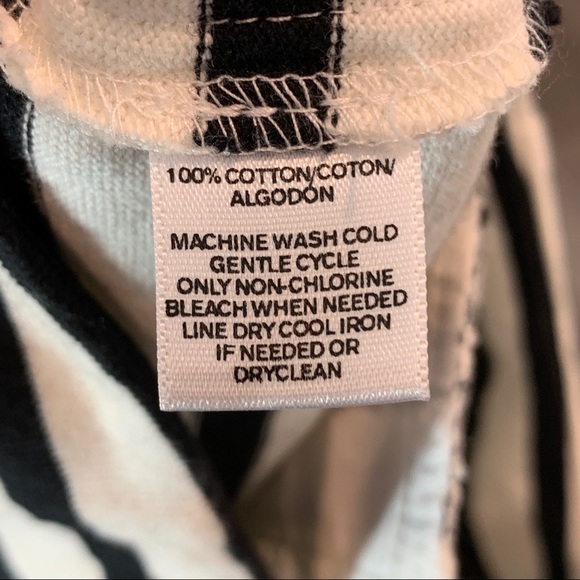 100% COTTON/COTON/
ALGODÓN
MACHINE WASH COLD
GENTLE CYCLE
ONLY NON-CHLORINE
BLEACH WHEN NEEDED
LINE DRY COOL IRON
IF NEEDED OR
DRYCLEAN